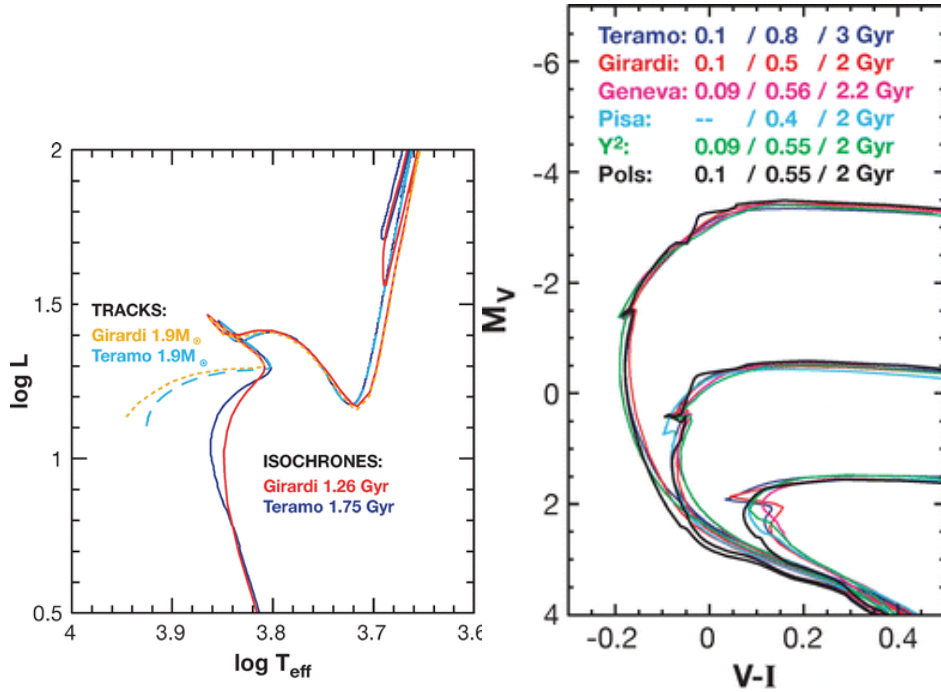 2
1.5
1
0.5
log L
TRACKS:
Girardi 1.9M☉
Teramo 1.9M☉
ISOCHRONES:
Girardi 1.26 Gyr
Teramo 1.75 Gyr
4 3.9 3.8 3.7 3.6
log Teff
Teramo: 0.1 / 0.8 / 3 Gyr
Girardi: 0.1 / 0.5 / 2 Gyr
Geneva: 0.09 / 0.56 / 2.2 Gyr
Pisa: -- / 0.4 / 2 Gyr
Y²: 0.09 / 0.55 / 2 Gyr
Pols: 0.1 / 0.55 / 2 Gyr
-6
-4
-2
0
2
4
Mv
-0.2 0 0.2 0.4
V-I